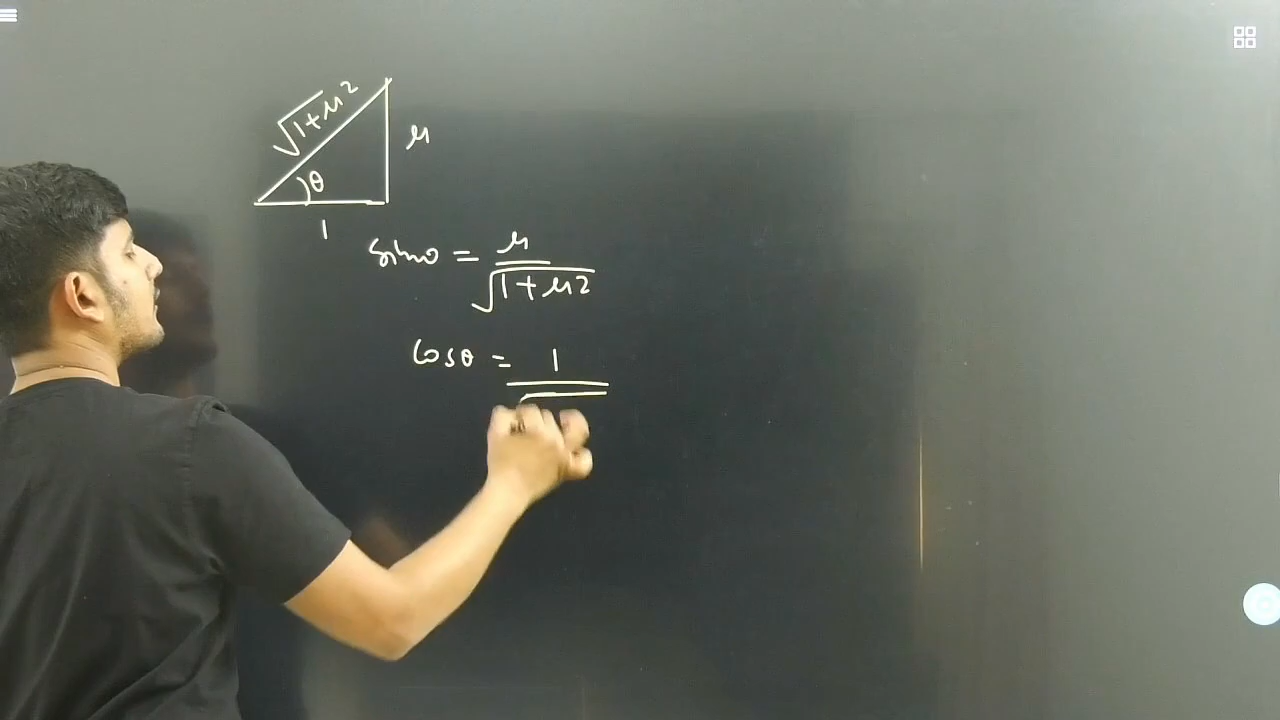 √1+μ2
μ
θ
1
sinθ = μ/√1+μ2
cosθ = 1/√